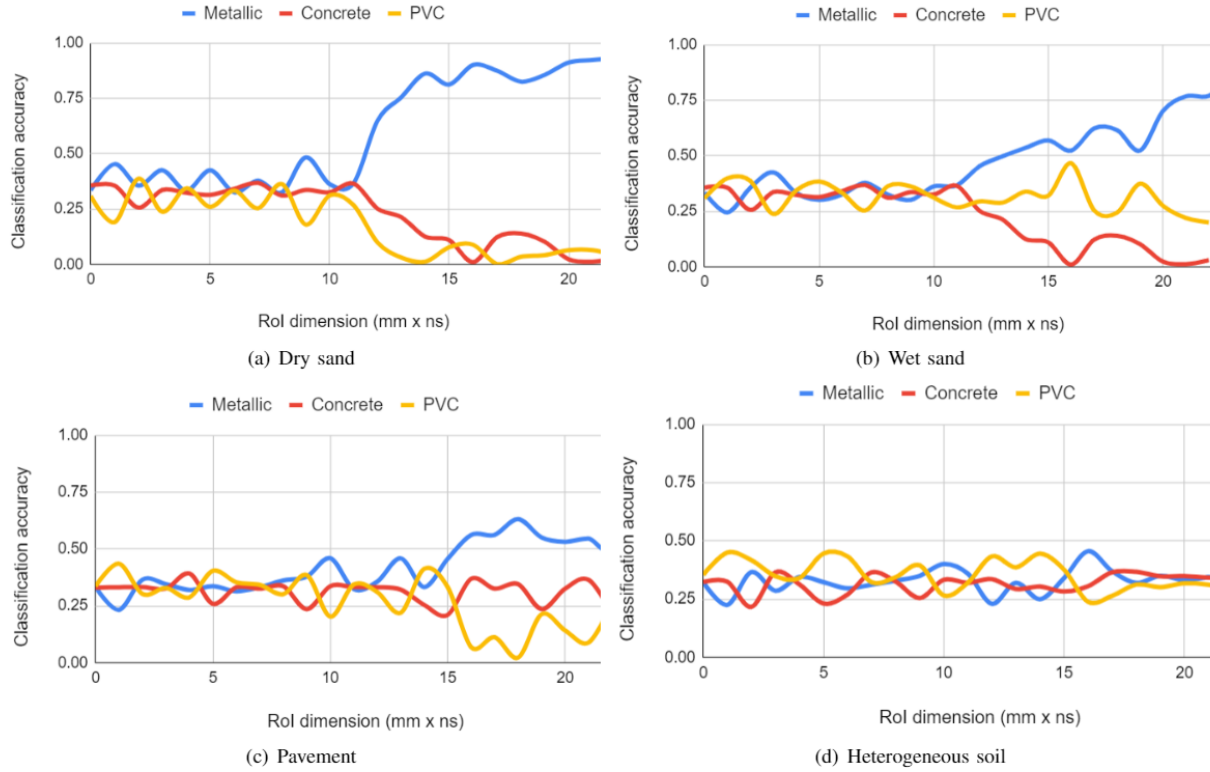 Metallic Concrete PVC
Classification accuracy
1.00
0.75
0.50
0.25
0.00
0 5 10 15 20
RoI dimension (mm x ns)
(a) Dry sand
Metallic Concrete PVC
Classification accuracy
1.00
0.75
0.50
0.25
0.00
0 5 10 15 20
RoI dimension (mm x ns)
(b) Wet sand
Metallic Concrete PVC
Classification accuracy
1.00
0.75
0.50
0.25
0.00
0 5 10 15 20
RoI dimension (mm x ns)
(c) Pavement
Metallic Concrete PVC
Classification accuracy
1.00
0.75
0.50
0.25
0.00
0 5 10 15 20
RoI dimension (mm x ns)
(d) Heterogeneous soil